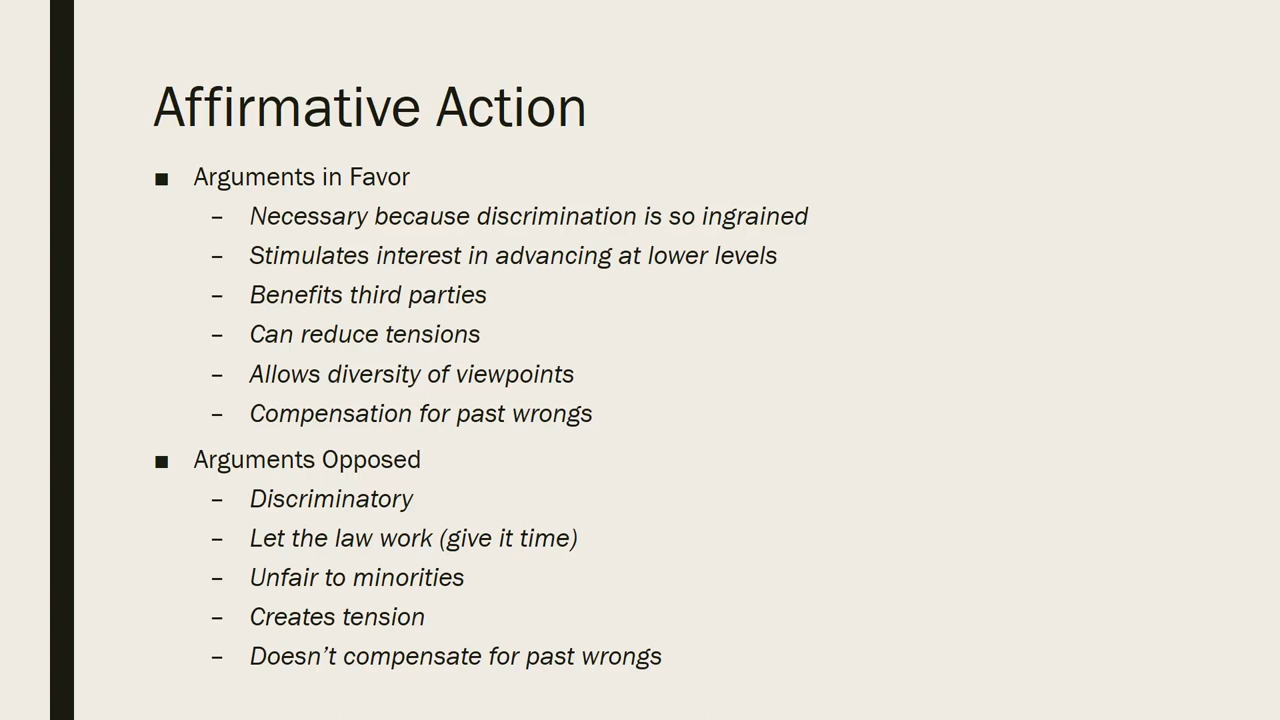 Affirmative Action
■ Arguments in Favor
– Necessary because discrimination is so ingrained
– Stimulates interest in advancing at lower levels
– Benefits third parties
– Can reduce tensions
– Allows diversity of viewpoints
– Compensation for past wrongs
■ Arguments Opposed
– Discriminatory
– Let the law work (give it time)
– Unfair to minorities
– Creates tension
– Doesn’t compensate for past wrongs